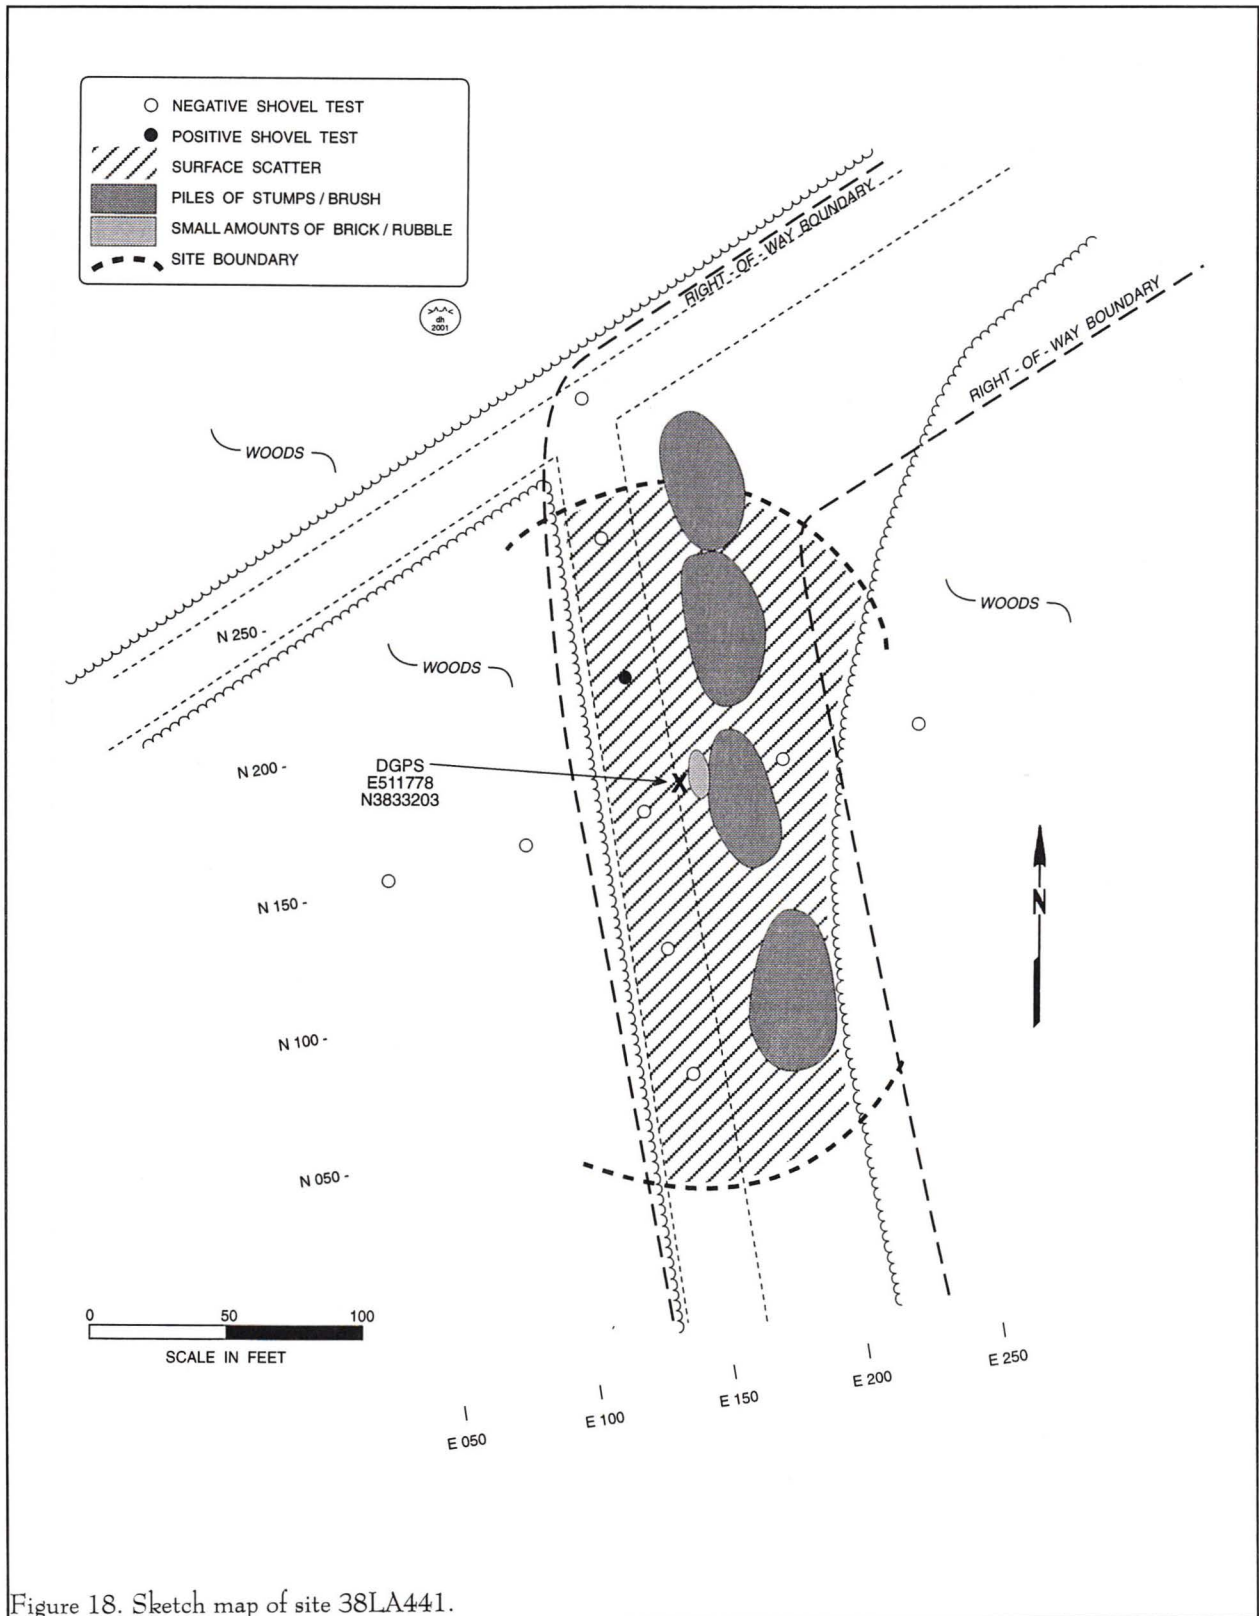 NEGATIVE SHOVEL TEST
POSITIVE SHOVEL TEST
SURFACE SCATTER
PILES OF STUMPS / BRUSH
SMALL AMOUNTS OF BRICK / RUBBLE
SITE BOUNDARY
dh
2001
RIGHT - OF - WAY BOUNDARY
RIGHT - OF - WAY BOUNDARY
WOODS
WOODS
WOODS
N 250 -
N 200 -
DGPS
E511778
N3833203
X
N 150 -
N
N 100 -
N 050 -
0 50 100
SCALE IN FEET
E 050
E 100
E 150
E 200
E 250
Figure 18. Sketch map of site 38LA441.